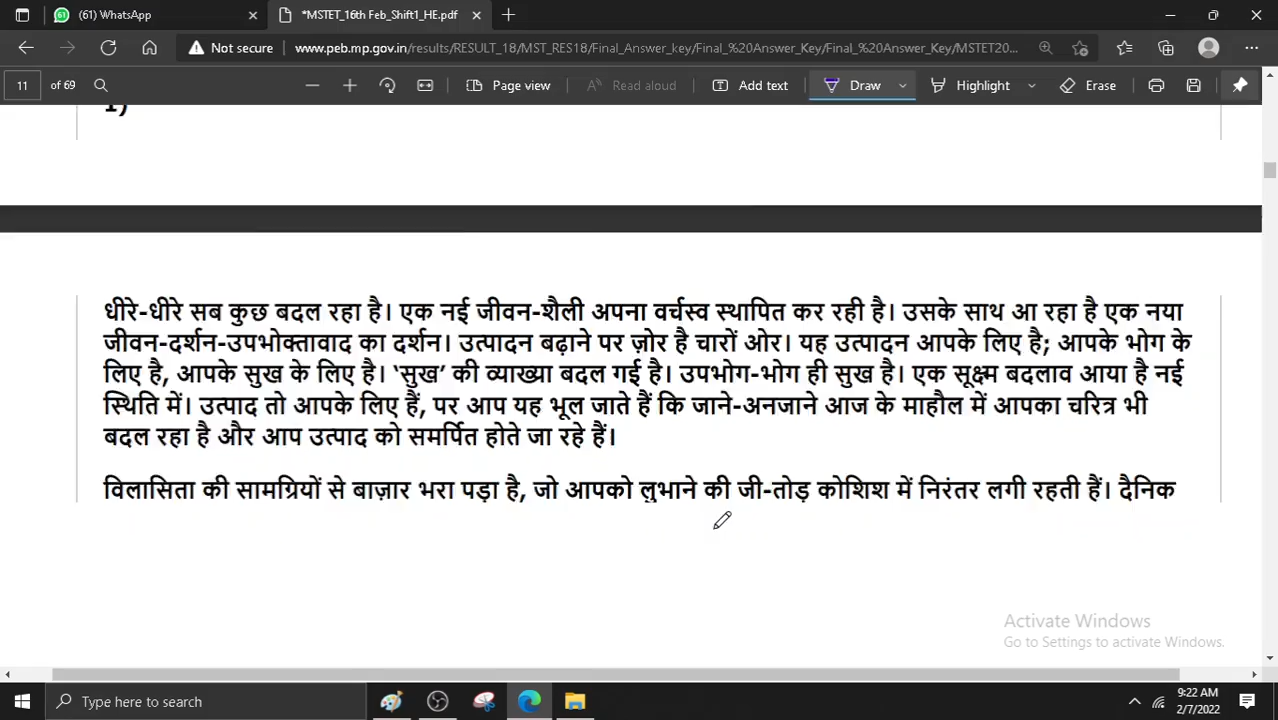 (61) WhatsApp
*MSTET_16th Feb_Shift1_HE.pdf
Not secure
www.peb.mp.gov.in/results/RESULT_18/MST_RES18/Final_Answer_key/Final_%20Answer_Key/Final_%20Answer_Key/MSTET20...
11 of 69
Page view
Read aloud
Add text
Draw
Highlight
Erase
1)
धीरे-धीरे सब कुछ बदल रहा है। एक नई जीवन-शैली अपना वर्चस्व स्थापित कर रही है। उसके साथ आ रहा है एक नया
जीवन-दर्शन-उपभोक्तावाद का दर्शन। उत्पादन बढ़ाने पर ज़ोर है चारों ओर। यह उत्पादन आपके लिए है; आपके भोग के
लिए है, आपके सुख के लिए है। ‘सुख’ की व्याख्या बदल गई है। उपभोग-भोग ही सुख है। एक सूक्ष्म बदलाव आया है नई
स्थिति में। उत्पाद तो आपके लिए हैं, पर आप यह भूल जाते हैं कि जाने-अनजाने आज के माहौल में आपका चरित्र भी
बदल रहा है और आप उत्पाद को समर्पित होते जा रहे हैं।
विलासिता की सामग्रियों से बाज़ार भरा पड़ा है, जो आपको लुभाने की जी-तोड़ कोशिश में निरंतर लगी रहती हैं। दैनिक
Activate Windows
Go to Settings to activate Windows.
Type here to search
9:22 AM
2/7/2022